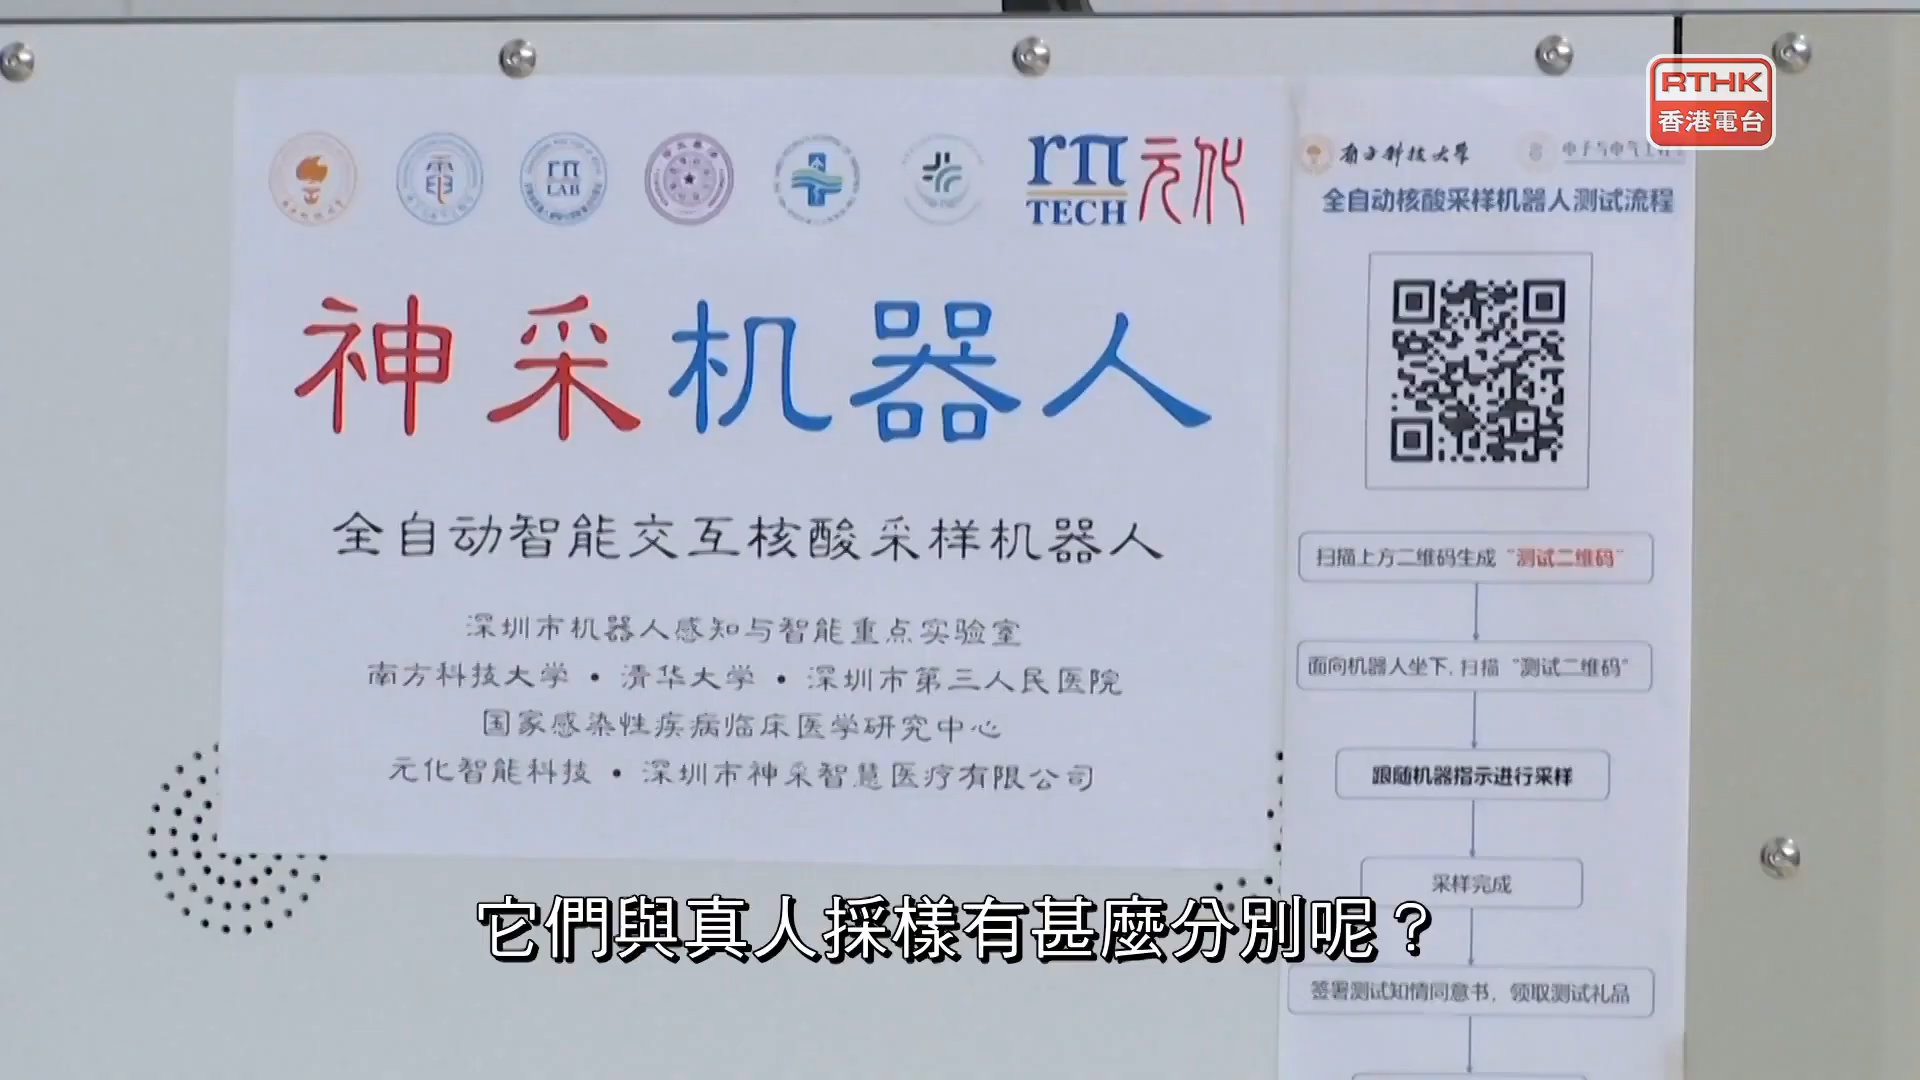 RTHK
香港電台
rπ
LAB
rπ 元化
TECH
神采机器人
全自动智能交互核酸采样机器人
深圳市机器人感知与智能重点实验室
南方科技大学・清华大学・深圳市第三人民医院
国家感染性疾病临床医学研究中心
元化智能科技・深圳市神采智慧医疗有限公司
南方科技大学
电子与电气工程
全自动核酸采样机器人测试流程
扫描上方二维码生成“测试二维码”
面向机器人坐下,扫描“测试二维码”
跟随机器指示进行采样
采样完成
签署测试知情同意书，领取测试礼品
它們與真人採樣有甚麼分別呢？